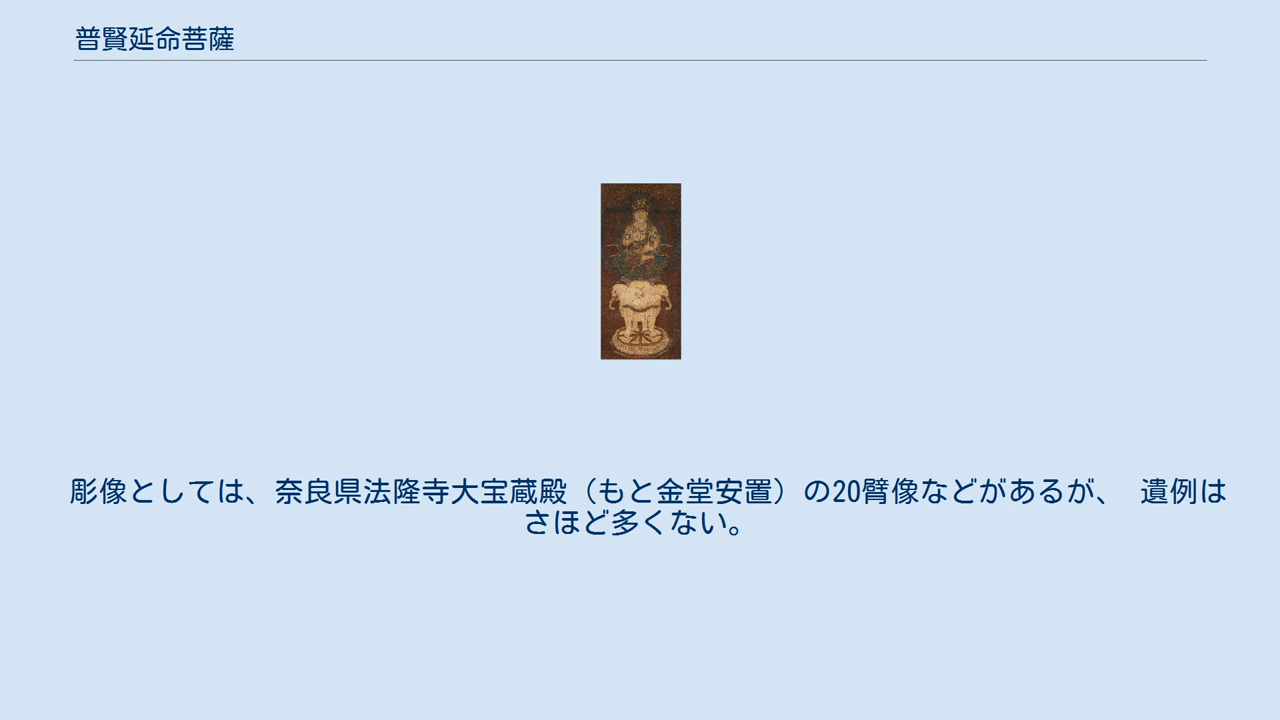 普賢延命菩薩
彫像としては、奈良県法隆寺大宝蔵殿（もと金堂安置）の20臂像などがあるが、 遺例は
さほど多くない。